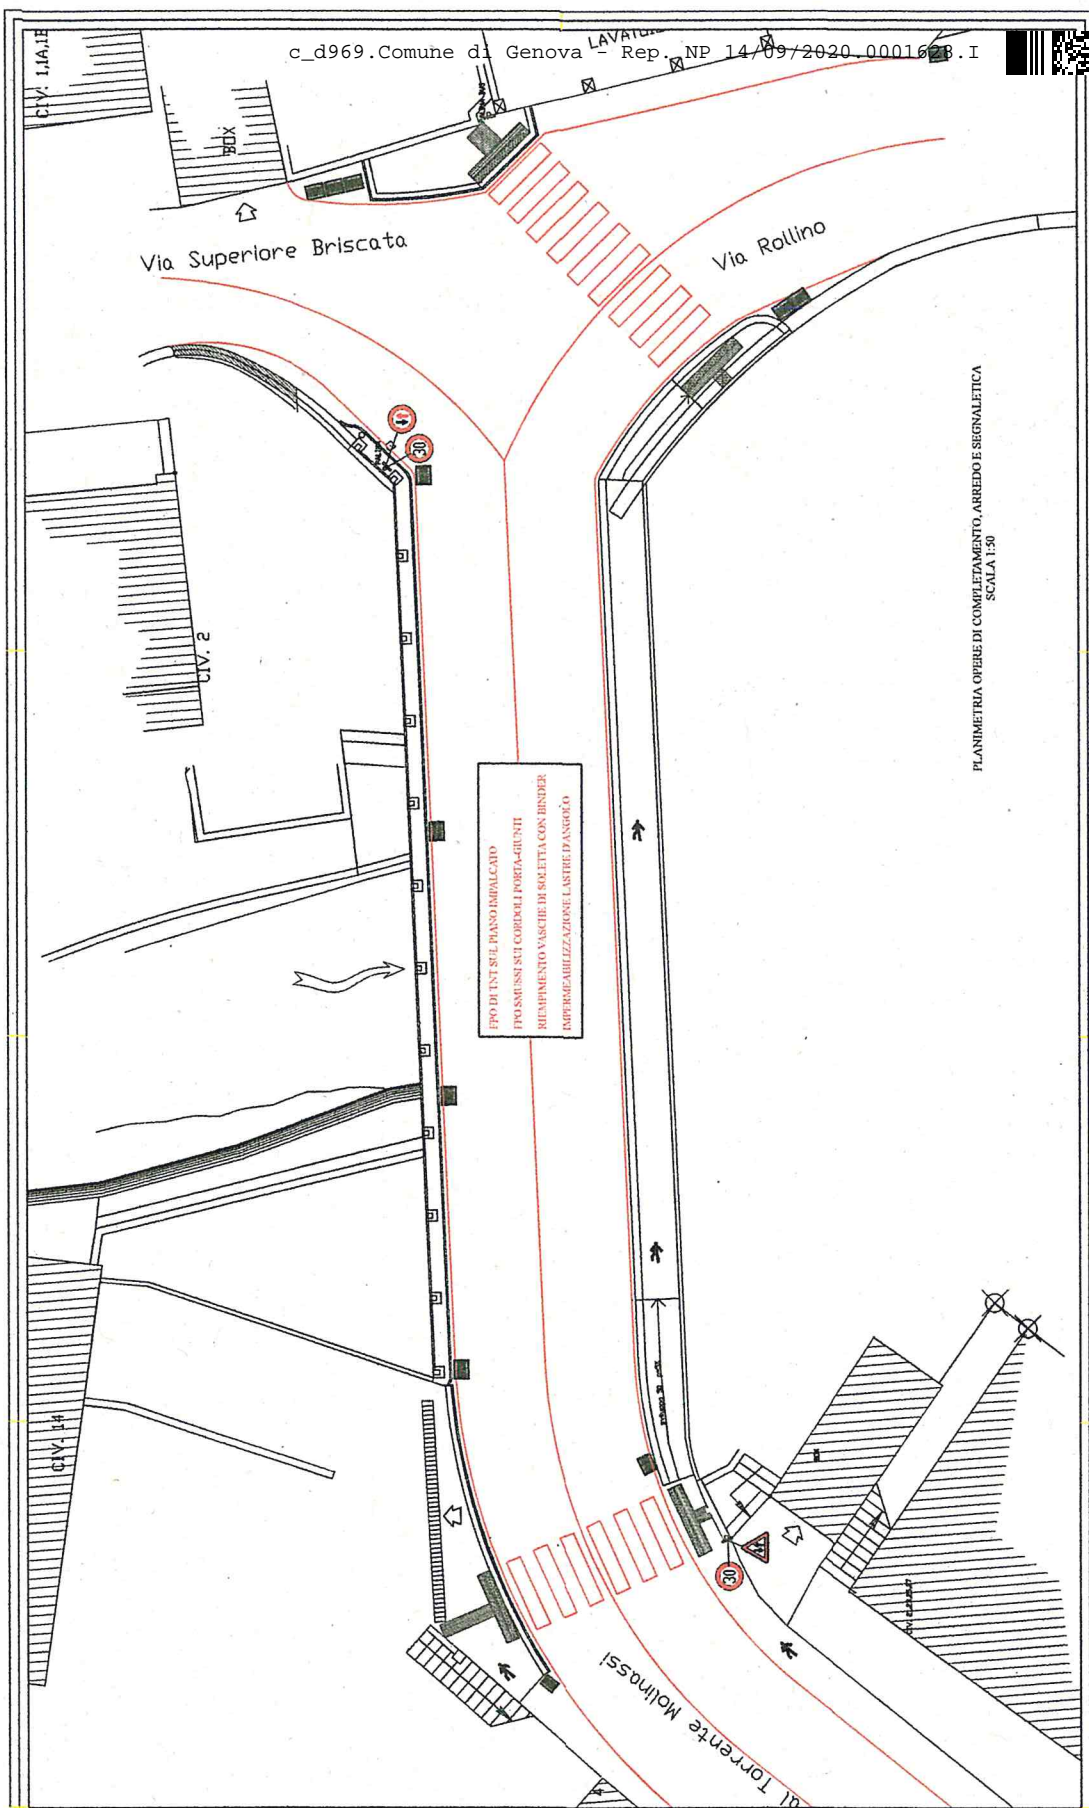 c_d969.Comune di Genova - Rep. NP 14/09/2020.0001628.I
CIV. 1,1A,1B
BOX
Via Superiore Briscata
Via Rollino
30
CIV. 2
PLANIMETRIA OPERE DI COMPLETAMENTO, ARREDO E SEGNALETICA
SCALA 1:50
FPO DI TNT SUL PIANO IMPALCATO
FPO SMUSSI SUI CORDOLI PORTA-GIUNTI
RIEMPIMENTO VASCHE DI SOLETTA CON BINDER
IMPERMEABILIZZAZIONE LASTRE D'ANGOLO
CIV. 14
30
al Torrente Molinassi